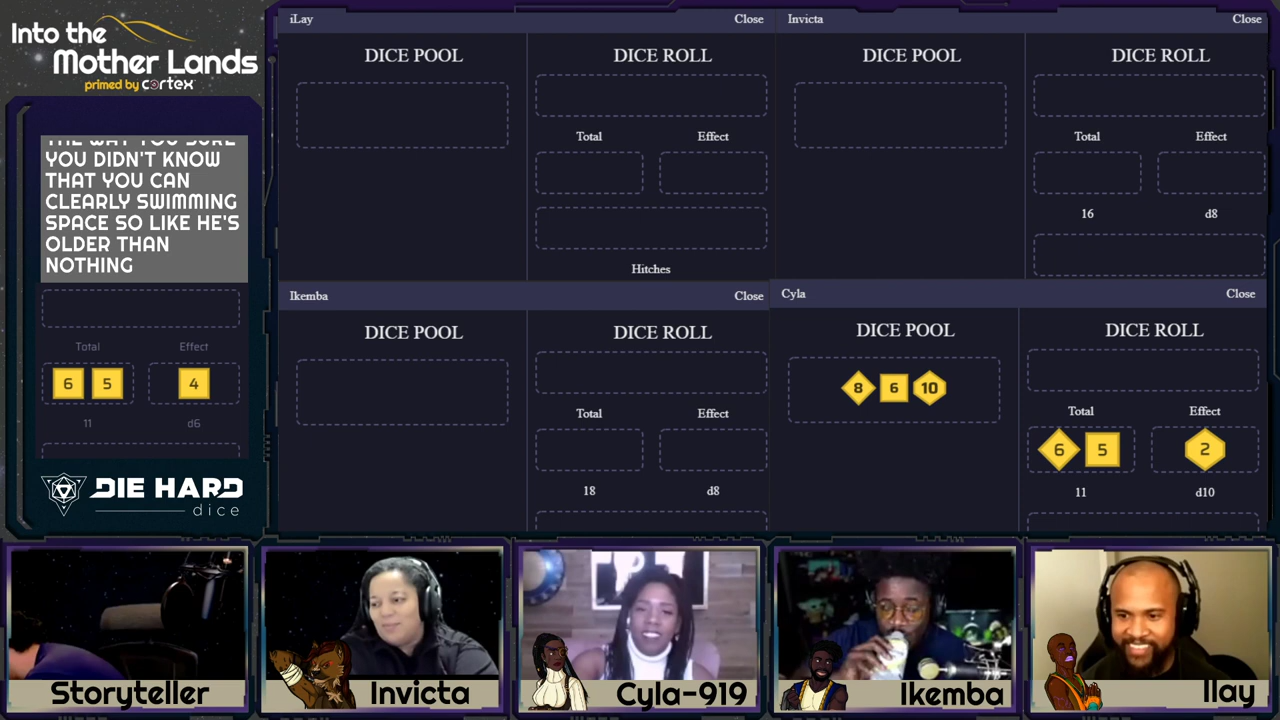 Into the
Mother Lands
primed by cortex
THE WAY YOU SURE
YOU DIDN'T KNOW
THAT YOU CAN
CLEARLY SWIMMING
SPACE SO LIKE HE'S
OLDER THAN
NOTHING
Total Effect
6 5 4
11 d6
DIE HARD
dice
iLay Close
DICE POOL DICE ROLL
Total Effect
Hitches
Invicta Close
DICE POOL DICE ROLL
Total Effect
16 d8
Ikemba Close
DICE POOL DICE ROLL
Total Effect
18 d8
Cyla Close
DICE POOL DICE ROLL
8 6 10
Total Effect
6 5 2
11 d10
Storyteller
Invicta
Cyla-919
Ikemba
Ilay